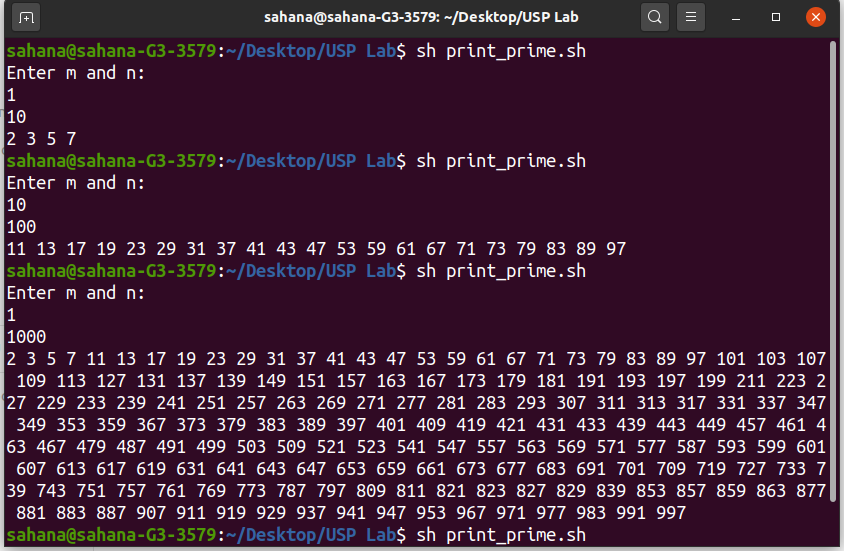 sahana@sahana-G3-3579: ~/Desktop/USP Lab
sahana@sahana-G3-3579:~/Desktop/USP Lab$ sh print_prime.sh
Enter m and n:
1
10
2 3 5 7
sahana@sahana-G3-3579:~/Desktop/USP Lab$ sh print_prime.sh
Enter m and n:
10
100
11 13 17 19 23 29 31 37 41 43 47 53 59 61 67 71 73 79 83 89 97
sahana@sahana-G3-3579:~/Desktop/USP Lab$ sh print_prime.sh
Enter m and n:
1
1000
2 3 5 7 11 13 17 19 23 29 31 37 41 43 47 53 59 61 67 71 73 79 83 89 97 101 103 107
109 113 127 131 137 139 149 151 157 163 167 173 179 181 191 193 197 199 211 223 2
27 229 233 239 241 251 257 263 269 271 277 281 283 293 307 311 313 317 331 337 347
349 353 359 367 373 379 383 389 397 401 409 419 421 431 433 439 443 449 457 461 4
63 467 479 487 491 499 503 509 521 523 541 547 557 563 569 571 577 587 593 599 601
607 613 617 619 631 641 643 647 653 659 661 673 677 683 691 701 709 719 727 733 7
39 743 751 757 761 769 773 787 797 809 811 821 823 827 829 839 853 857 859 863 877
881 883 887 907 911 919 929 937 941 947 953 967 971 977 983 991 997
sahana@sahana-G3-3579:~/Desktop/USP Lab$ sh print_prime.sh